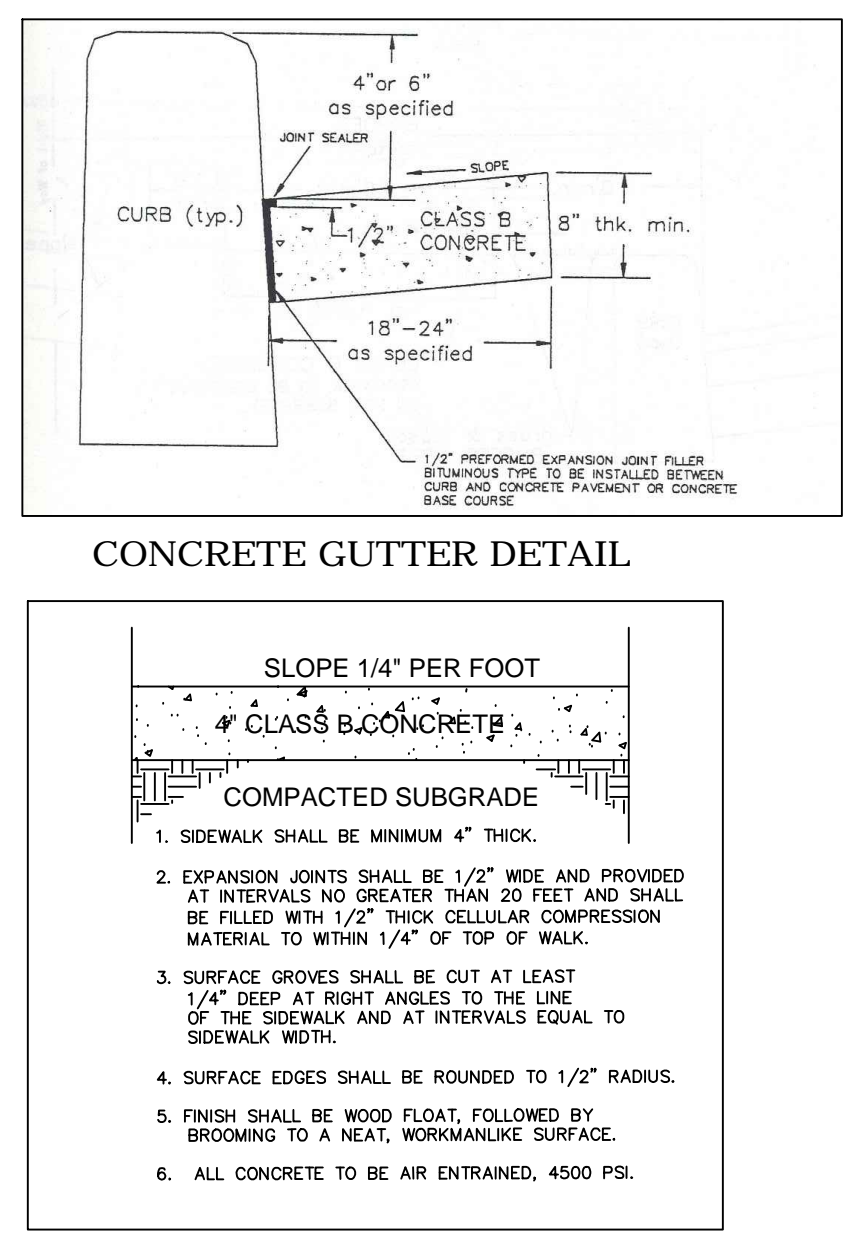 4"or 6"
as specified
JOINT SEALER
SLOPE
CURB (typ.)
1/2"
CLASS B
CONCRETE
8" thk. min.
18"-24"
as specified
1/2" PREFORMED EXPANSION JOINT FILLER
BITUMINOUS TYPE TO BE INSTALLED BETWEEN
CURB AND CONCRETE PAVEMENT OR CONCRETE
BASE COURSE
CONCRETE GUTTER DETAIL
SLOPE 1/4" PER FOOT
4" CLASS B CONCRETE
COMPACTED SUBGRADE
1. SIDEWALK SHALL BE MINIMUM 4" THICK.
2. EXPANSION JOINTS SHALL BE 1/2" WIDE AND PROVIDED
AT INTERVALS NO GREATER THAN 20 FEET AND SHALL
BE FILLED WITH 1/2" THICK CELLULAR COMPRESSION
MATERIAL TO WITHIN 1/4" OF TOP OF WALK.
3. SURFACE GROVES SHALL BE CUT AT LEAST
1/4" DEEP AT RIGHT ANGLES TO THE LINE
OF THE SIDEWALK AND AT INTERVALS EQUAL TO
SIDEWALK WIDTH.
4. SURFACE EDGES SHALL BE ROUNDED TO 1/2" RADIUS.
5. FINISH SHALL BE WOOD FLOAT, FOLLOWED BY
BROOMING TO A NEAT, WORKMANLIKE SURFACE.
6. ALL CONCRETE TO BE AIR ENTRAINED, 4500 PSI.